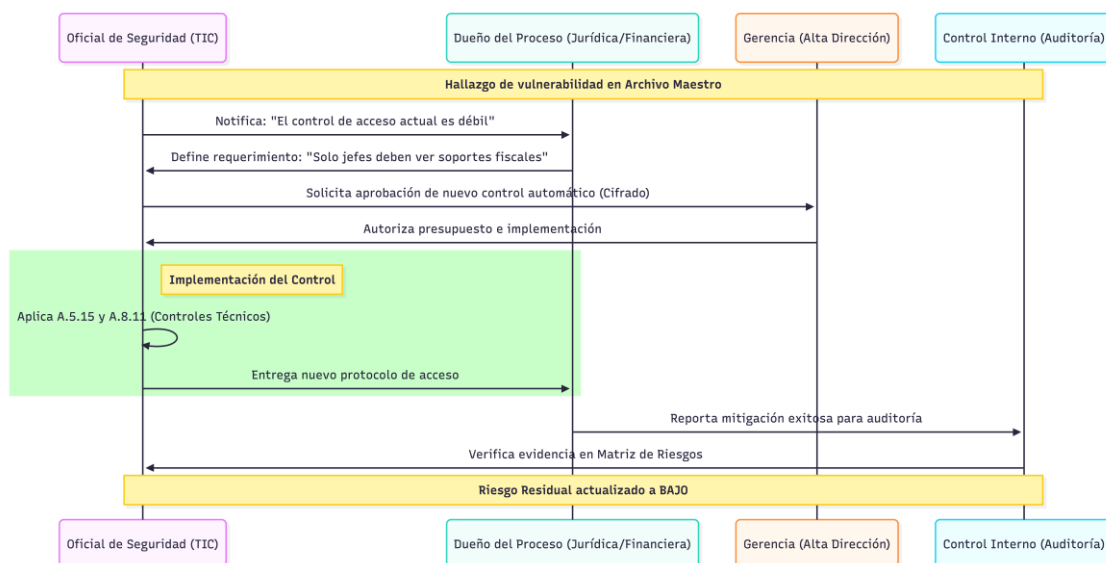 Oficial de Seguridad (TIC)
Dueño del Proceso (Jurídica/Financiera)
Gerencia (Alta Dirección)
Control Interno (Auditoría)
Hallazgo de vulnerabilidad en Archivo Maestro
Notifica: "El control de acceso actual es débil"
Define requerimiento: "Solo jefes deben ver soportes fiscales"
Solicita aprobación de nuevo control automático (Cifrado)
Autoriza presupuesto e implementación
Implementación del Control
Aplica A.5.15 y A.8.11 (Controles Técnicos)
Entrega nuevo protocolo de acceso
Reporta mitigación exitosa para auditoría
Verifica evidencia en Matriz de Riesgos
Riesgo Residual actualizado a BAJO
Oficial de Seguridad (TIC)
Dueño del Proceso (Jurídica/Financiera)
Gerencia (Alta Dirección)
Control Interno (Auditoría)